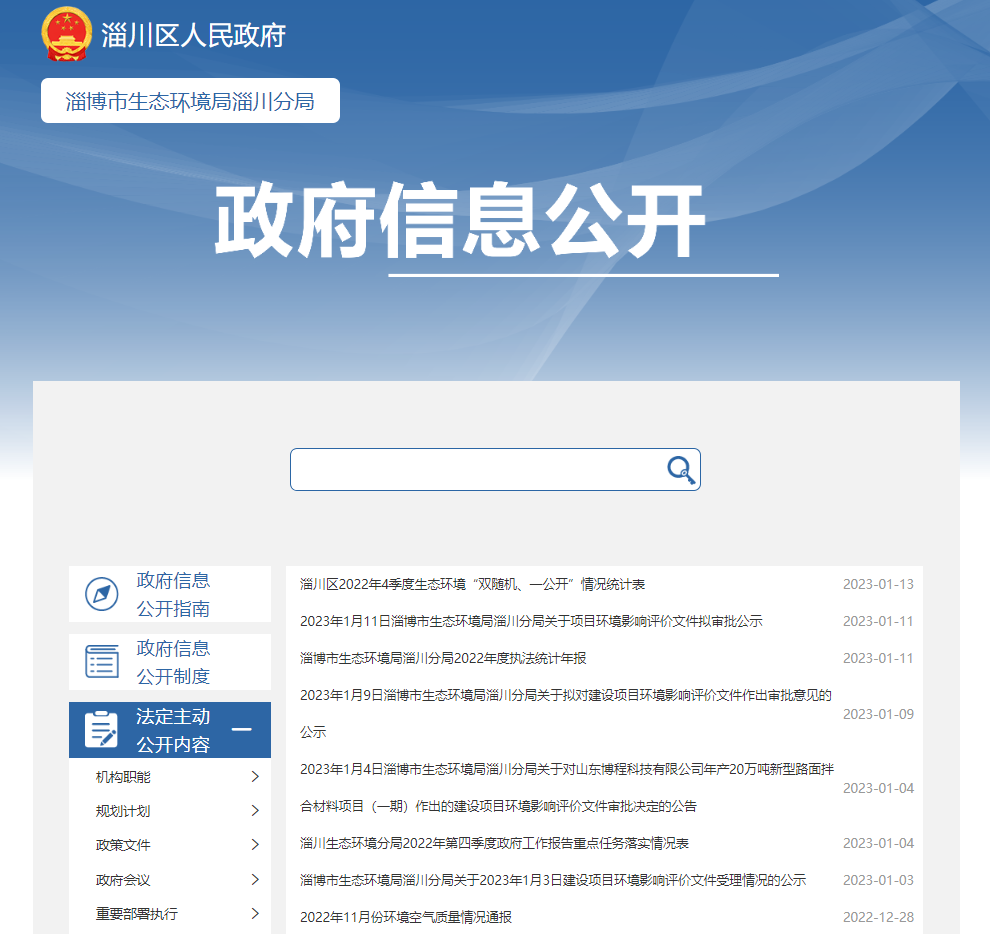 淄川区人民政府
淄博市生态环境局淄川分局
政府信息公开
政府信息
公开指南
政府信息
公开制度
法定主动
公开内容
机构职能
规划计划
政策文件
政府会议
重要部署执行
淄川区2022年4季度生态环境“双随机、一公开”情况统计表 2023-01-13
2023年1月11日淄博市生态环境局淄川分局关于项目环境影响评价文件拟审批公示 2023-01-11
淄博市生态环境局淄川分局2022年度执法统计年报 2023-01-11
2023年1月9日淄博市生态环境局淄川分局关于拟对建设项目环境影响评价文件作出审批意见的
公示 2023-01-09
2023年1月4日淄博市生态环境局淄川分局关于对山东博程科技有限公司年产20万吨新型路面拌
合材料项目（一期）作出的建设项目环境影响评价文件审批决定的公告 2023-01-04
淄川生态环境分局2022年第四季度政府工作报告重点任务落实情况表 2023-01-04
淄博市生态环境局淄川分局关于2023年1月3日建设项目环境影响评价文件受理情况的公示 2023-01-03
2022年11月份环境空气质量情况通报 2022-12-28